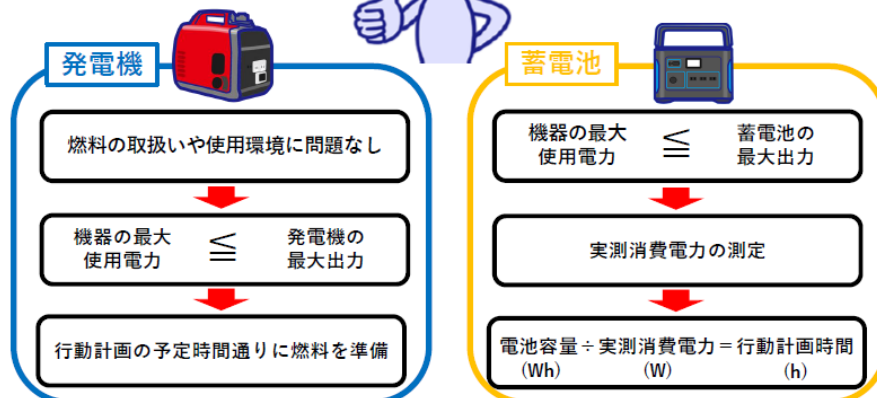 発電機
燃料の取扱いや使用環境に問題なし
機器の最大
使用電力
≦
発電機の
最大出力
行動計画の予定時間通りに燃料を準備
蓄電池
機器の最大
使用電力
≦
蓄電池の
最大出力
実測消費電力の測定
電池容量÷実測消費電力＝行動計画時間
(Wh) (W) (h)